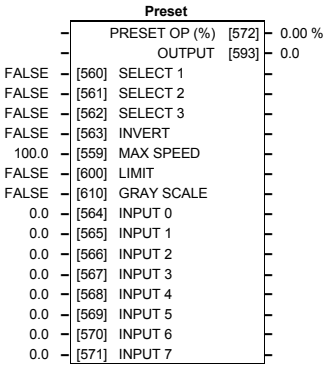 Preset
PRESET OP (%) [572] 0.00 %
OUTPUT [593] 0.0
FALSE [560] SELECT 1
FALSE [561] SELECT 2
FALSE [562] SELECT 3
FALSE [563] INVERT
100.0 [559] MAX SPEED
FALSE [600] LIMIT
FALSE [610] GRAY SCALE
0.0 [564] INPUT 0
0.0 [565] INPUT 1
0.0 [566] INPUT 2
0.0 [567] INPUT 3
0.0 [568] INPUT 4
0.0 [569] INPUT 5
0.0 [570] INPUT 6
0.0 [571] INPUT 7